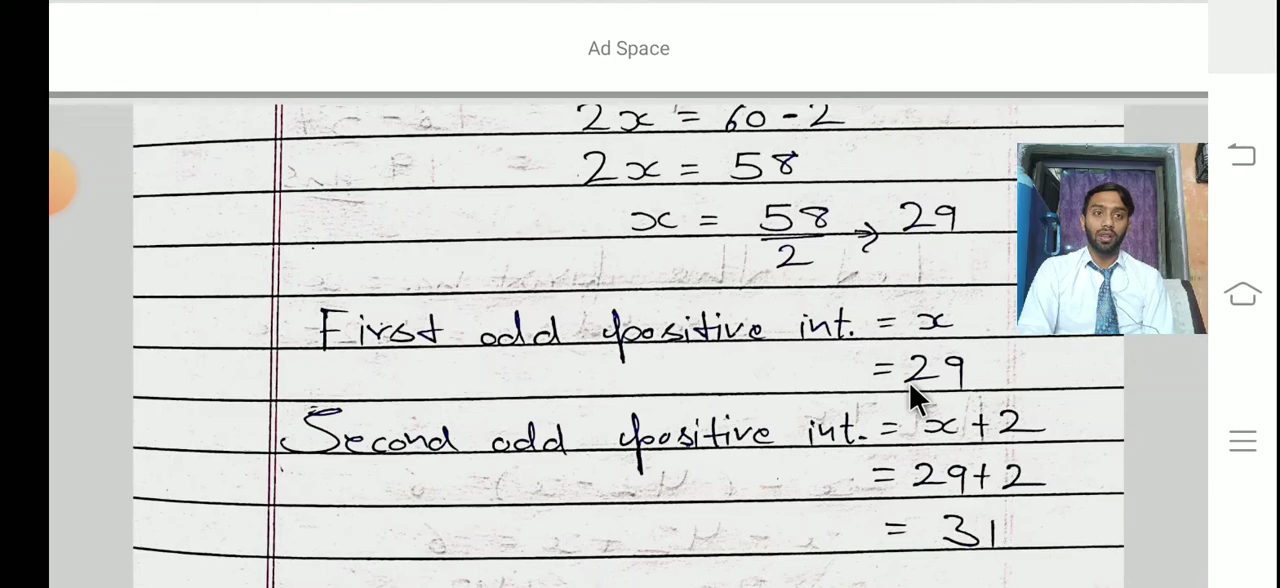 Ad Space
2x = 60 - 2
2x = 58
x = 58/2 → 29
First odd positive int. = x
= 29
Second odd positive int. = x + 2
= 29+2
= 31